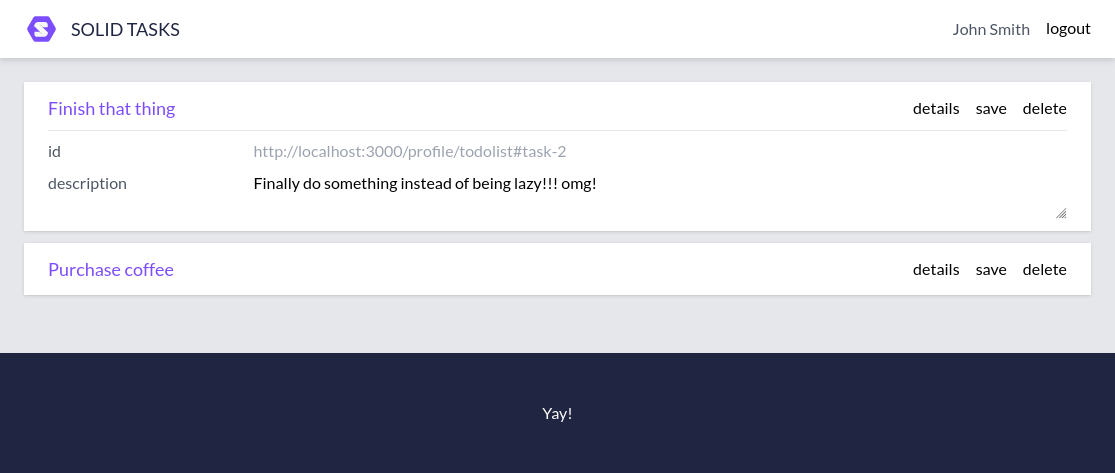 SOLID TASKS John Smith logout
Finish that thing details save delete
id http://localhost:3000/profile/todolist#task-2
description Finally do something instead of being lazy!!! omg!
Purchase coffee details save delete
Yay!